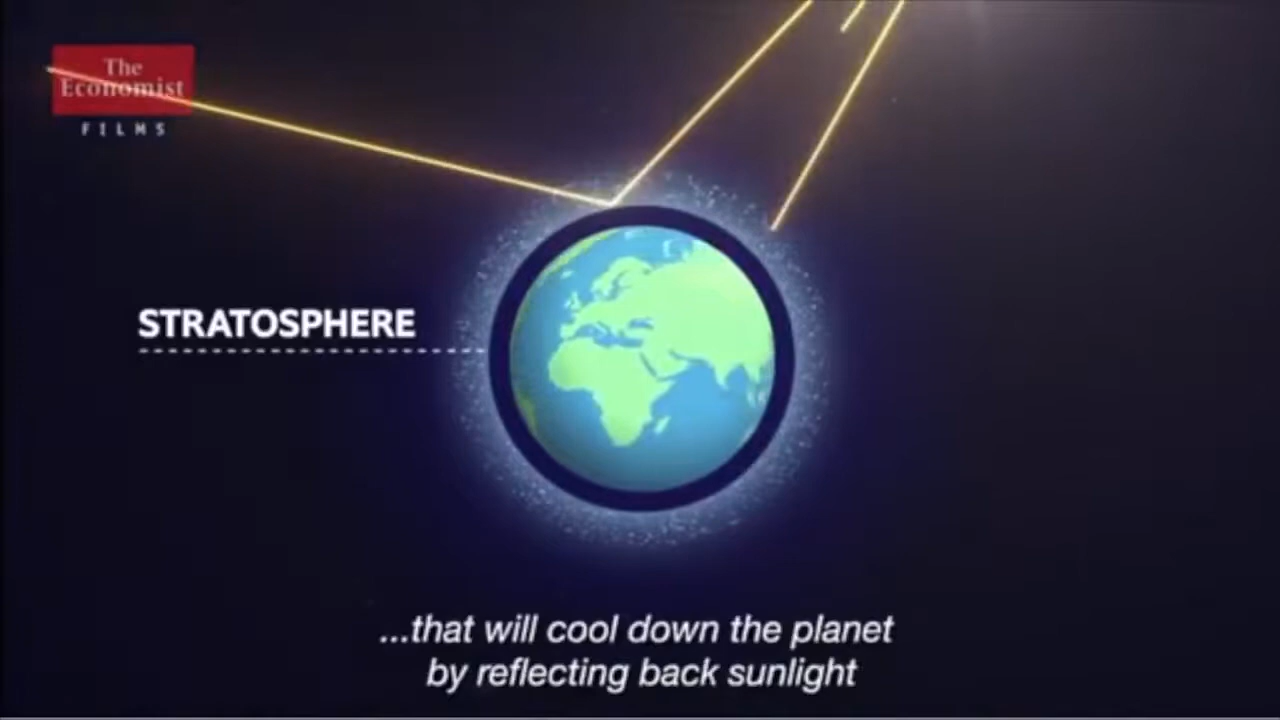 The
Economist
FILMS
STRATOSPHERE
...that will cool down the planet
by reflecting back sunlight